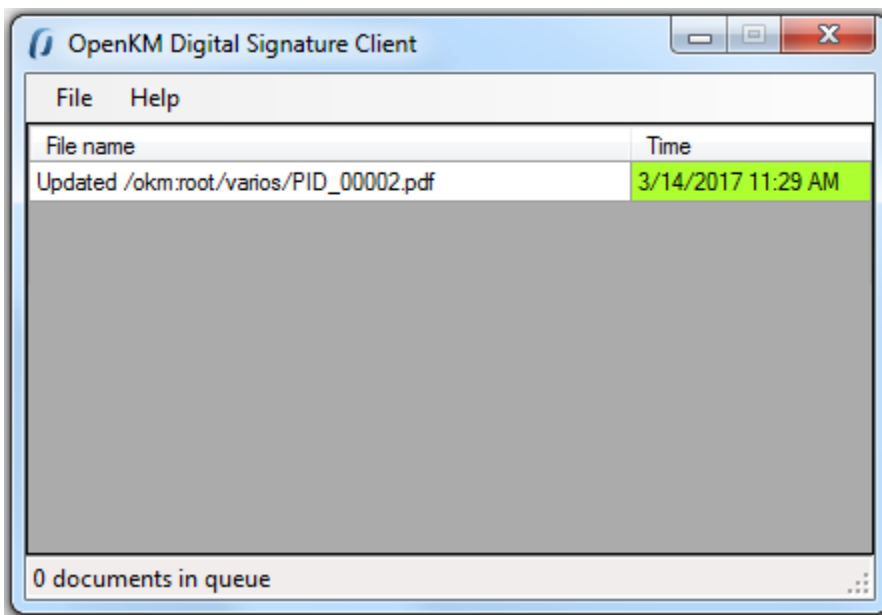 OpenKM Digital Signature Client
File Help
File name Time
Updated /okm:root/varios/PID_00002.pdf 3/14/2017 11:29 AM
0 documents in queue